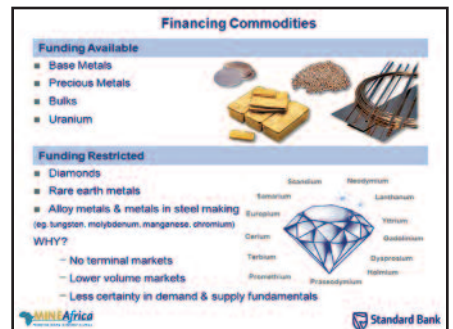 Financing Commodities
Funding Available
Base Metals
Precious Metals
Bulks
Uranium
Funding Restricted
Diamonds
Rare earth metals
Alloy metals & metals in steel making
(eg. tungsten, molybdenum, manganese, chromium)
WHY?
– No terminal markets
– Lower volume markets
– Less certainty in demand & supply fundamentals
Scandium
Neodymium
Samarium
Lanthanum
Europium
Yttrium
Cerium
Gadolinium
Terbium
Dysprosium
Promethium
Holmium
Praseodymium
MINEAfrica
Standard Bank